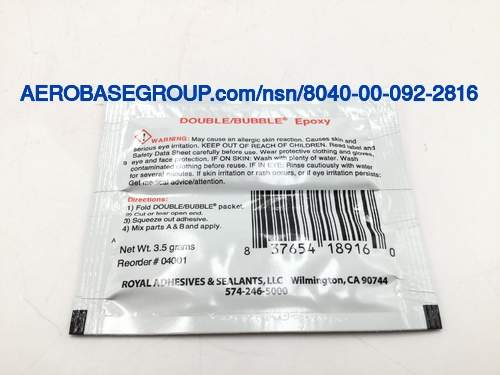 AEROBASEGROUP.com/nsn/8040-00-092-2816
DOUBLE/BUBBLE® Epoxy
WARNING: May cause an allergic skin reaction. Causes skin and
serious eye irritation. KEEP OUT OF REACH OF CHILDREN. Read label and
Safety Data Sheet carefully before use. Wear protective clothing and gloves,
eye and face protection. IF ON SKIN: Wash with plenty of water. Wash
contaminated clothing before reuse. IF IN EYE: Rinse cautiously with water
for several minutes. If skin irritation or rash occurs, or if eye irritation persists:
Get medical advice/attention.
Directions:
1) Fold DOUBLE/BUBBLE® packet.
2) Cut or tear open end.
3) Squeeze out adhesive.
4) Mix parts A & B and apply.
A
Net Wt. 3.5 grams
Reorder # 04001
8 37654 18916 0
ROYAL ADHESIVES & SEALANTS, LLC Wilmington, CA 90744
574-246-5000